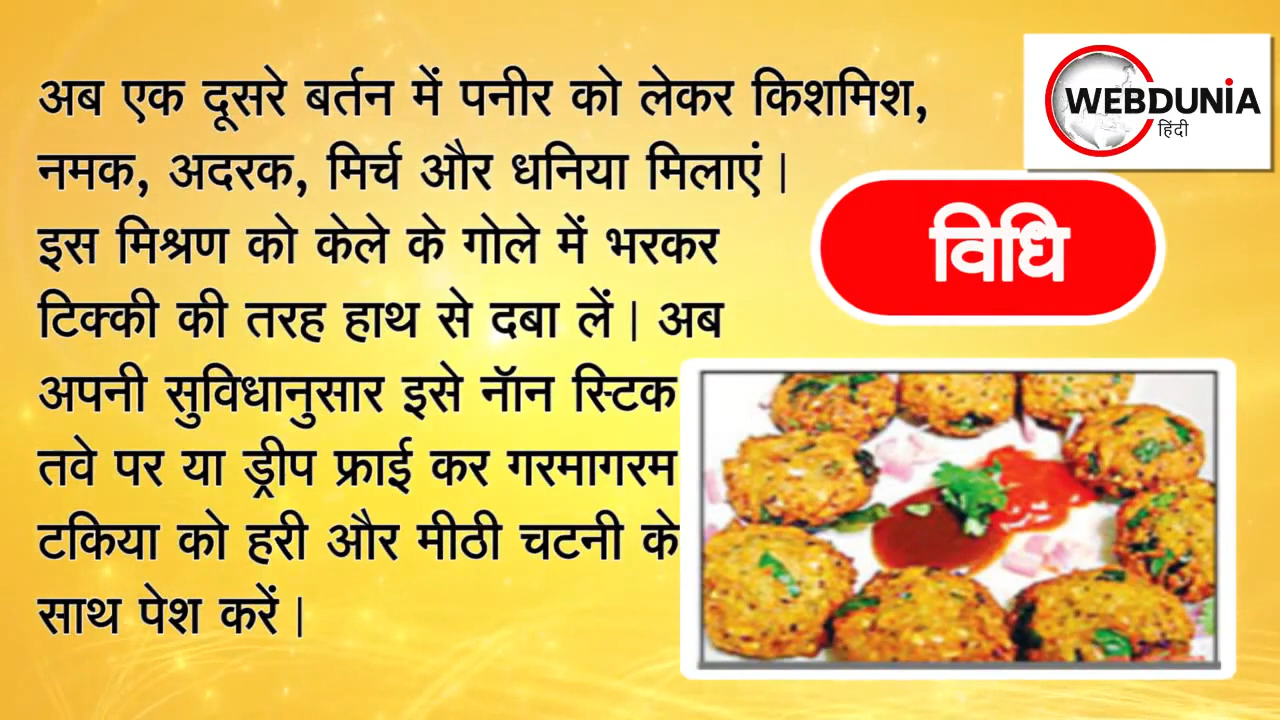 अब एक दूसरे बर्तन में पनीर को लेकर किशमिश,
नमक, अदरक, मिर्च और धनिया मिलाएं।
इस मिश्रण को केले के गोले में भरकर
टिक्की की तरह हाथ से दबा लें। अब
अपनी सुविधानुसार इसे नॅान स्टिक
तवे पर या ड्रीप फ्राई कर गरमागरम
टकिया को हरी और मीठी चटनी के
साथ पेश करें।
WEBDUNIA
हिंदी
विधि